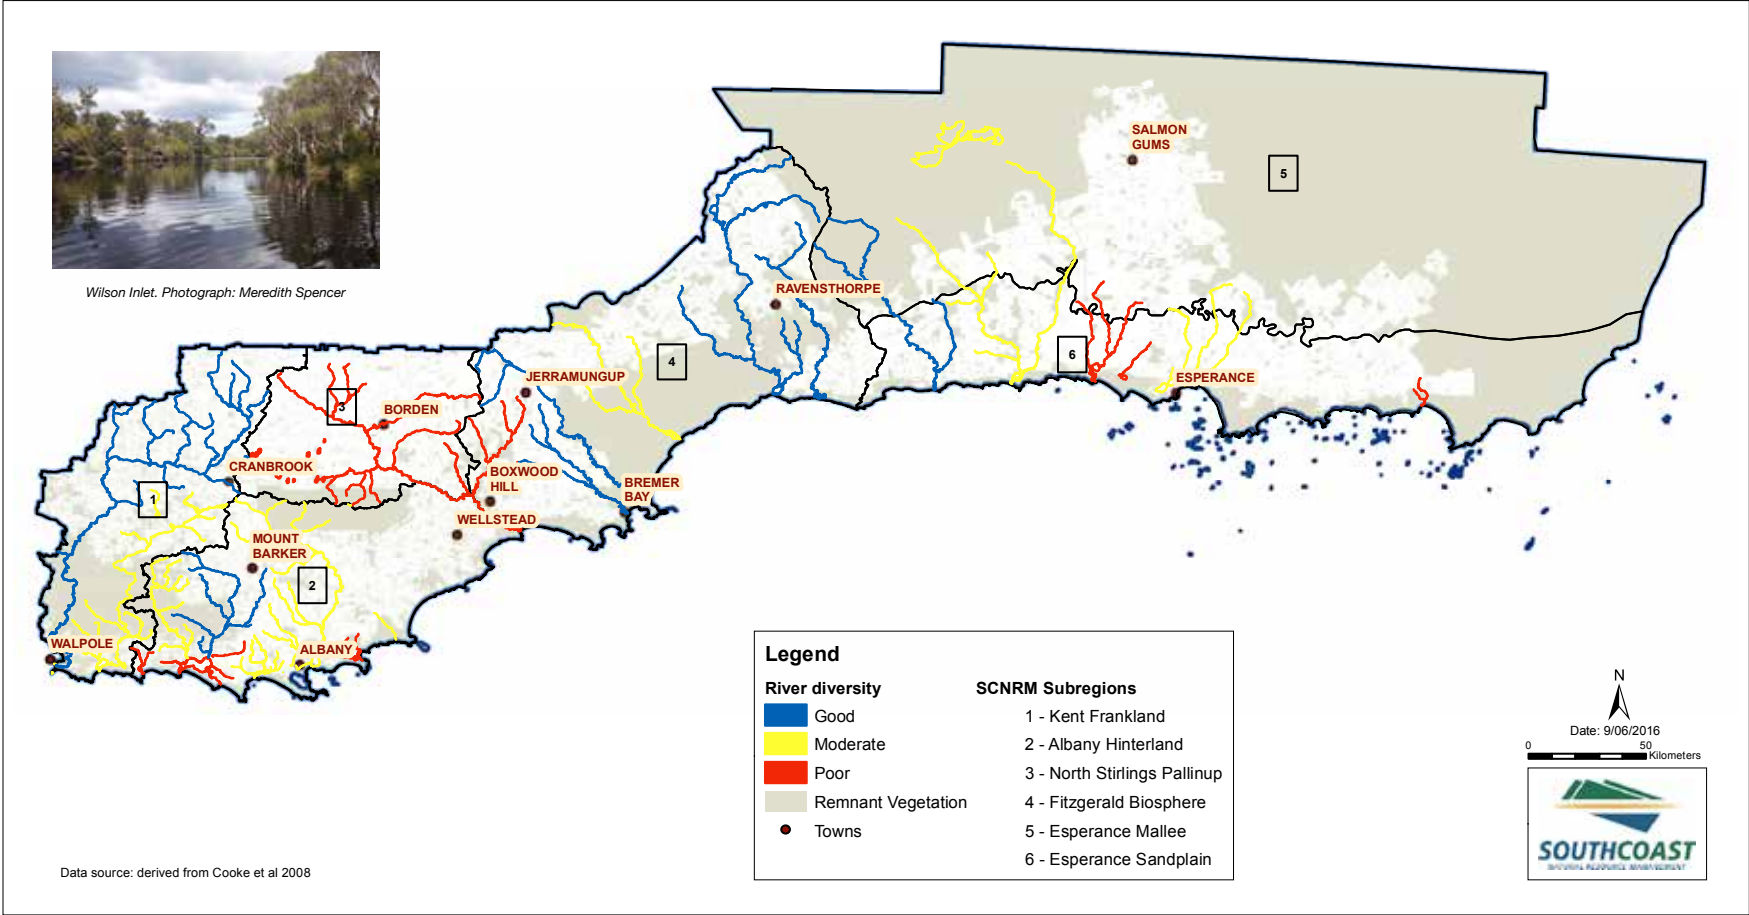 Wilson Inlet. Photograph: Meredith Spencer
SALMON
GUMS
5
RAVENSTHORPE
4
6
ESPERANCE
JERRAMUNGUP
3
BORDEN
CRANBROOK
1
BOXWOOD
HILL
BREMER
BAY
WELLSTEAD
MOUNT
BARKER
2
WALPOLE
ALBANY
Legend
River diversity
Good
Moderate
Poor
Remnant Vegetation
Towns
SCNRM Subregions
1 - Kent Frankland
2 - Albany Hinterland
3 - North Stirlings Pallinup
4 - Fitzgerald Biosphere
5 - Esperance Mallee
6 - Esperance Sandplain
N
Date: 9/06/2016
0 50
Kilometers
SOUTHCOAST
NATURAL RESOURCE MANAGEMENT
Data source: derived from Cooke et al 2008